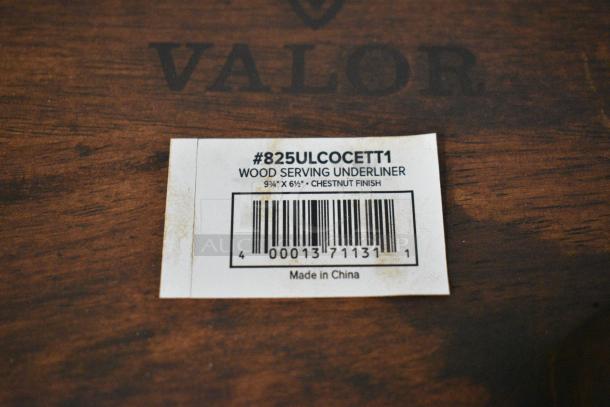 VALOR
#825ULCOCETT1
WOOD SERVING UNDERLINER
9¾" X 6½" • CHESTNUT FINISH
4 00013 71131 1
Made in China